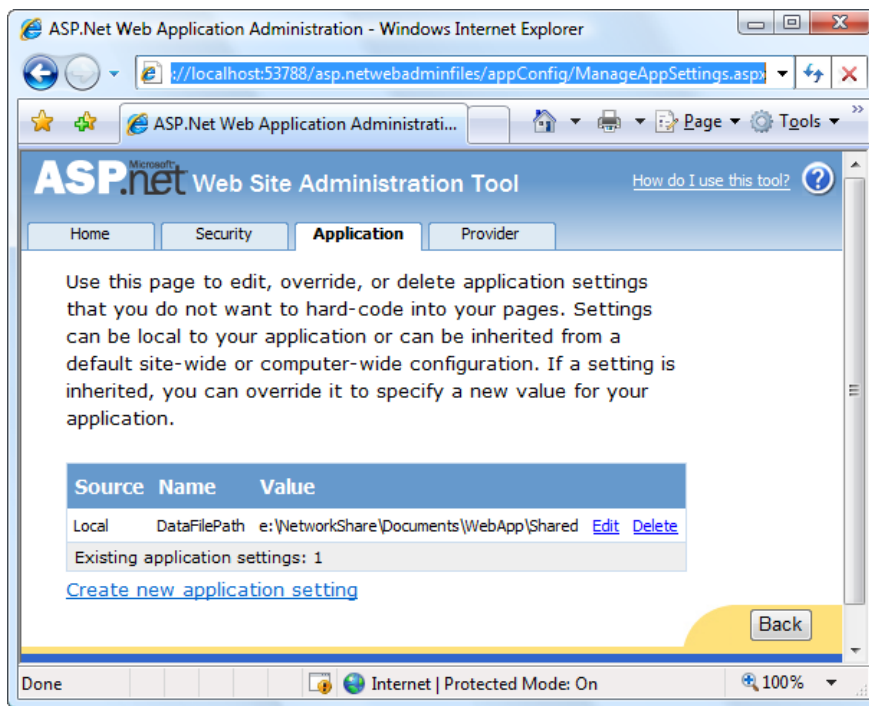 ASP.Net Web Application Administration - Windows Internet Explorer
://localhost:53788/asp.netwebadminfiles/appConfig/ManageAppSettings.aspx
ASP.Net Web Application Administrati...
Page
Tools
»
Microsoft
ASP.net Web Site Administration Tool
How do I use this tool? ?
Home Security Application Provider
Use this page to edit, override, or delete application settings
that you do not want to hard-code into your pages. Settings
can be local to your application or can be inherited from a
default site-wide or computer-wide configuration. If a setting is
inherited, you can override it to specify a new value for your
application.
Source Name Value
Local DataFilePath e:\NetworkShare\Documents\WebApp\Shared Edit Delete
Existing application settings: 1
Create new application setting
Back
Done Internet | Protected Mode: On 100%